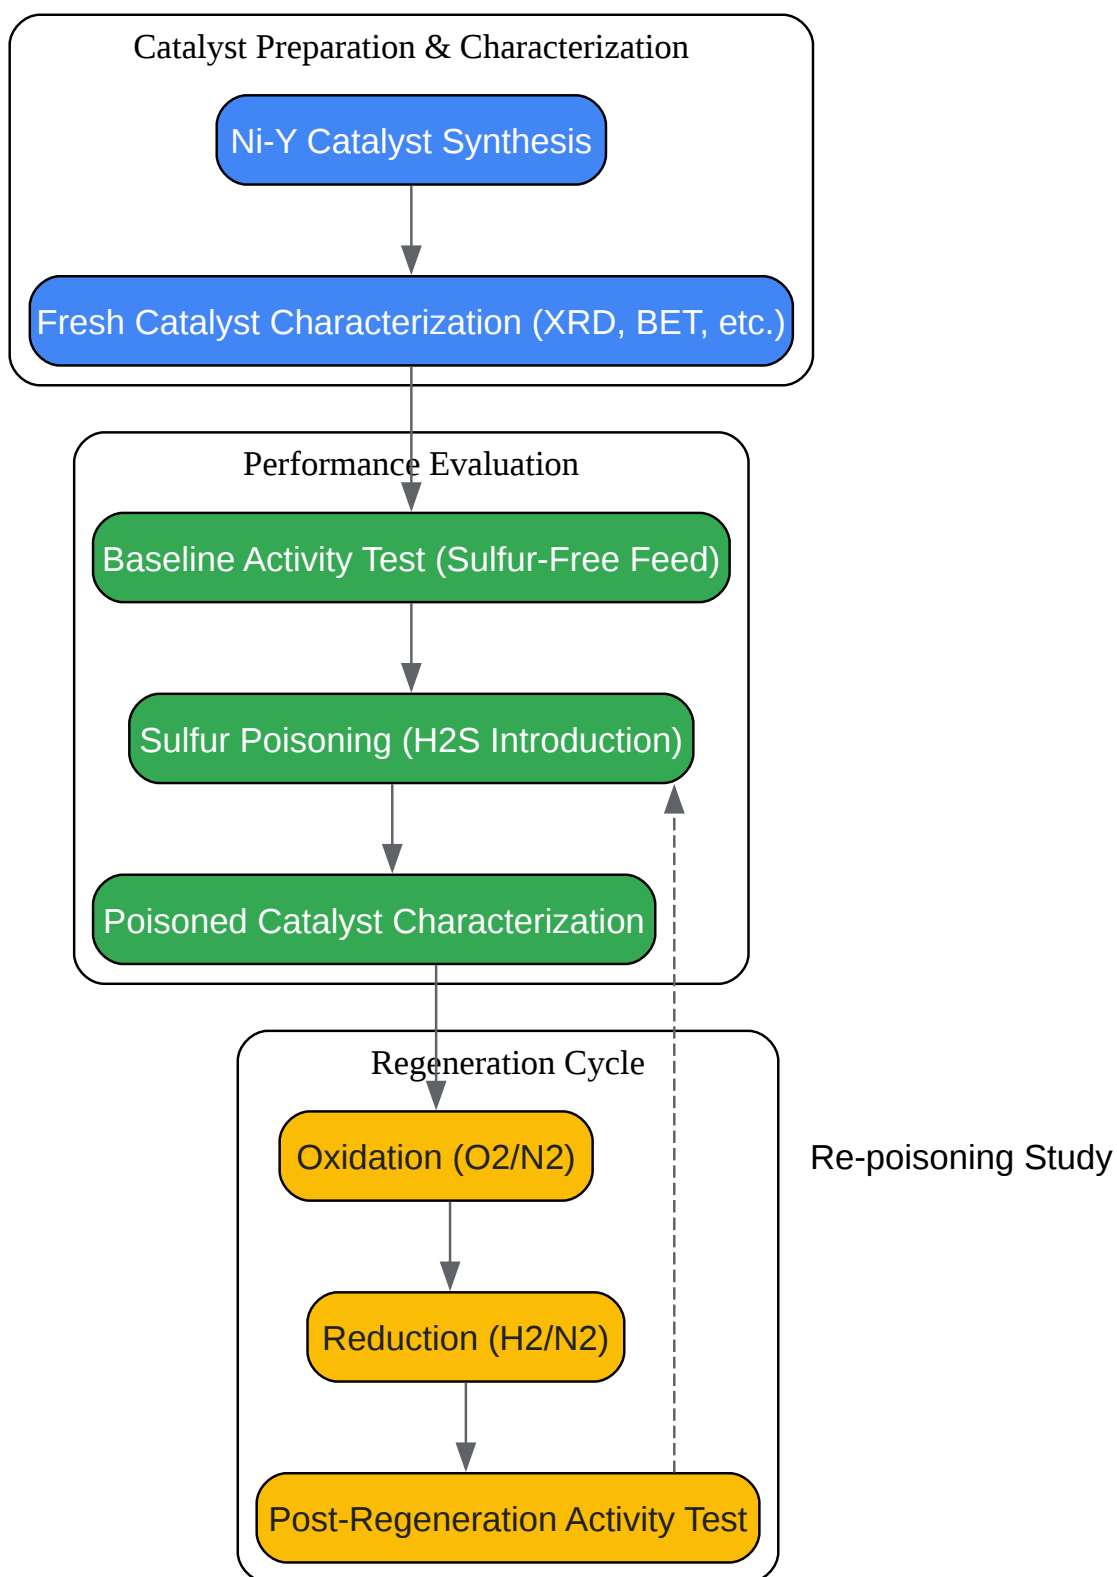 Catalyst Preparation & Characterization
Ni-Y Catalyst Synthesis
Fresh Catalyst Characterization (XRD, BET, etc.)
Performance Evaluation
Baseline Activity Test (Sulfur-Free Feed)
Sulfur Poisoning (H2S Introduction)
Poisoned Catalyst Characterization
Regeneration Cycle
Oxidation (O2/N2)
Re-poisoning Study
Reduction (H2/N2)
Post-Regeneration Activity Test